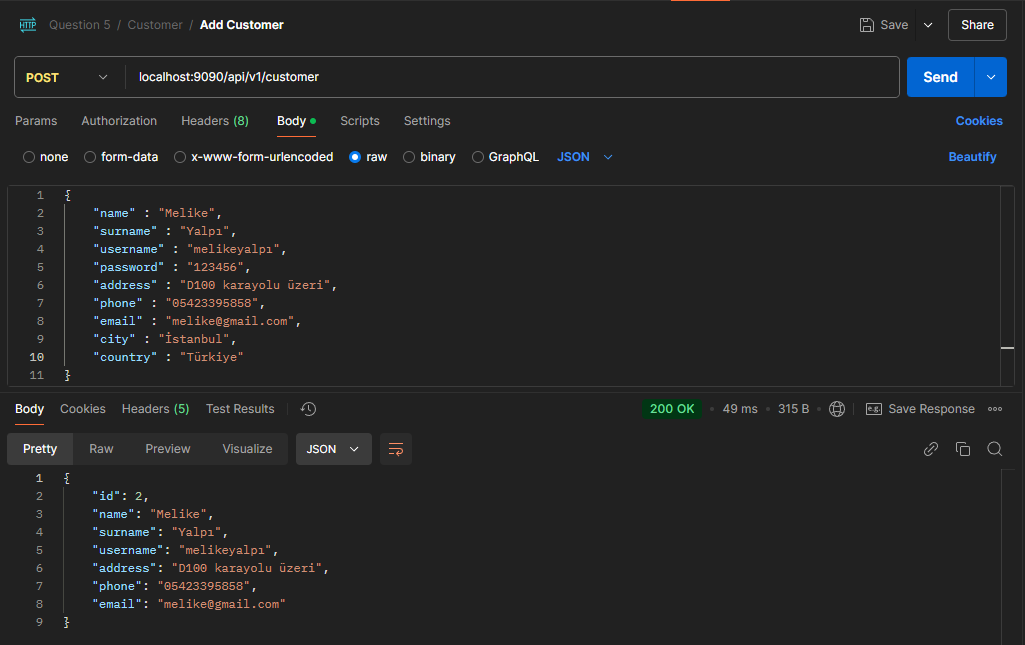 HTTP Question 5 / Customer / Add Customer Save Share
POST localhost:9090/api/v1/customer Send
Params Authorization Headers (8) Body Scripts Settings Cookies
none form-data x-www-form-urlencoded raw binary GraphQL JSON Beautify
1 {
2 "name" : "Melike",
3 "surname" : "Yalpı",
4 "username" : "melikeyalpı",
5 "password" : "123456",
6 "address" : "D100 karayolu üzeri",
7 "phone" : "05423395858",
8 "email" : "melike@gmail.com",
9 "city" : "İstanbul",
10 "country" : "Türkiye"
11 }
Body Cookies Headers (5) Test Results 200 OK 49 ms 315 B e.g. Save Response
Pretty Raw Preview Visualize JSON
1 {
2 "id": 2,
3 "name": "Melike",
4 "surname": "Yalpı",
5 "username": "melikeyalpı",
6 "address": "D100 karayolu üzeri",
7 "phone": "05423395858",
8 "email": "melike@gmail.com"
9 }